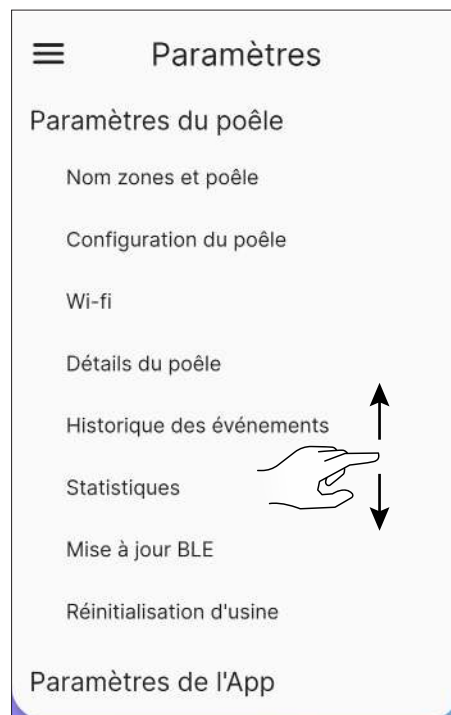 Paramètres
Paramètres du poêle
Nom zones et poêle
Configuration du poêle
Wi-fi
Détails du poêle
Historique des événements
Statistiques
Mise à jour BLE
Réinitialisation d'usine
Paramètres de l'App